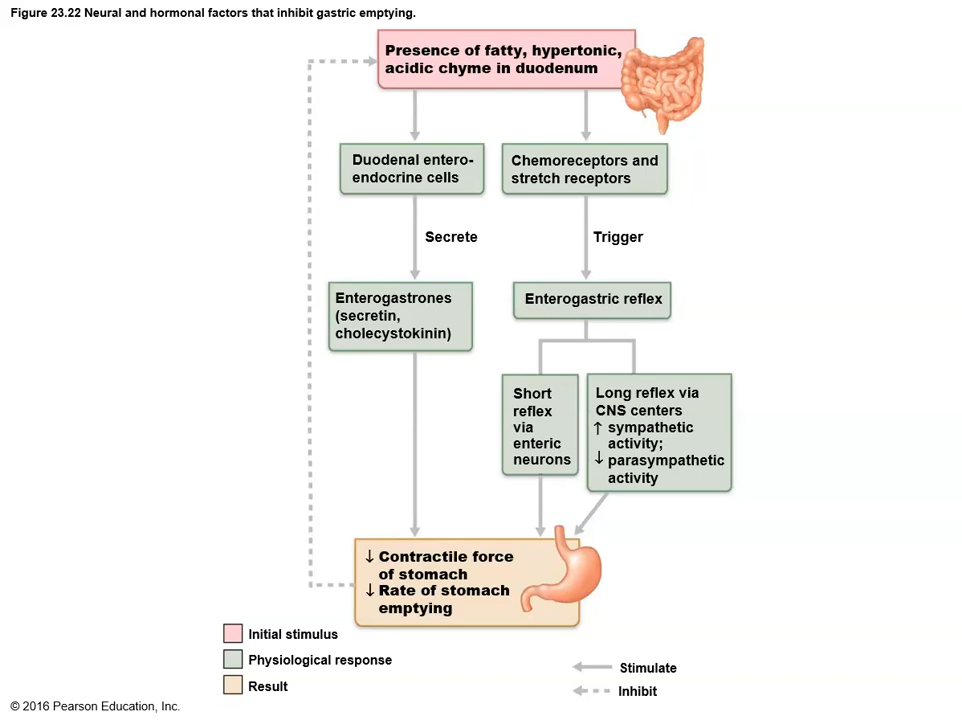 Figure 23.22 Neural and hormonal factors that inhibit gastric emptying.
Presence of fatty, hypertonic,
acidic chyme in duodenum
Duodenal entero-
endocrine cells
Chemoreceptors and
stretch receptors
Secrete
Trigger
Enterogastrones
(secretin,
cholecystokinin)
Enterogastric reflex
Short
reflex
via
enteric
neurons
Long reflex via
CNS centers
↑ sympathetic
activity;
↓ parasympathetic
activity
↓ Contractile force
of stomach
↓ Rate of stomach
emptying
Initial stimulus
Physiological response
Result
Stimulate
Inhibit
© 2016 Pearson Education, Inc.